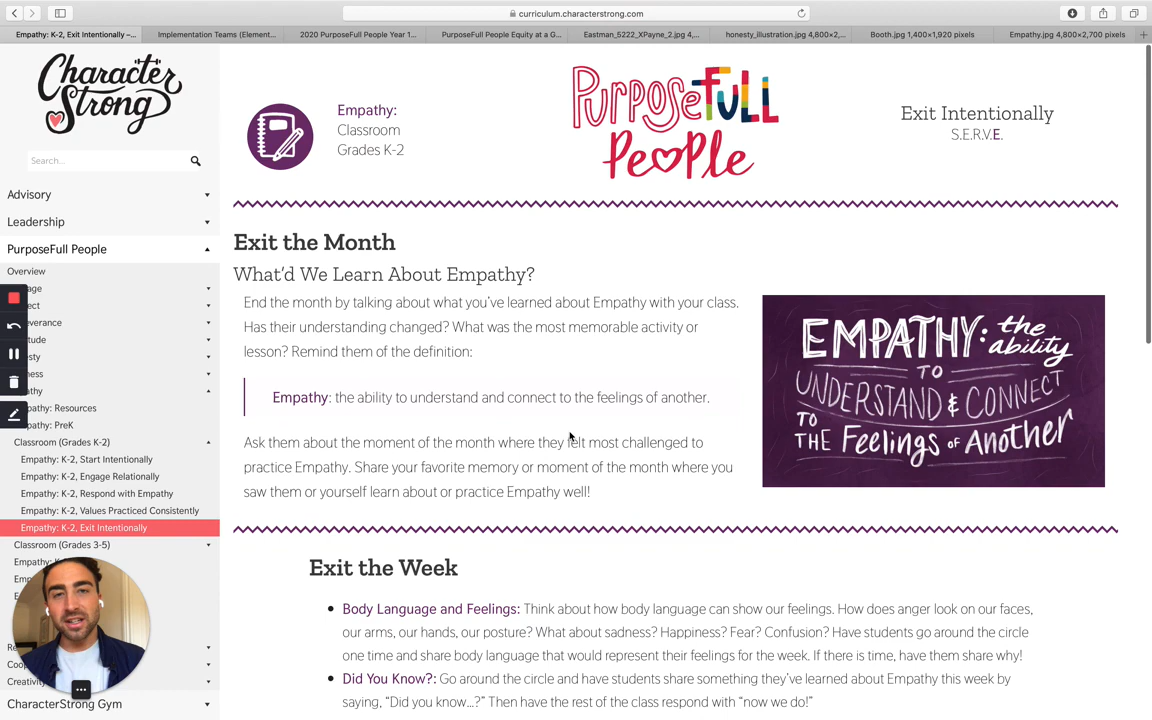 curriculum.characterstrong.com
Empathy: K-2, Exit Intentionally –...
Implementation Teams (Element...
2020 PurposeFull People Year 1...
PurposeFull People Equity at a G...
Eastman_5222_XPayne_2.jpg 4,...
honesty_illustration.jpg 4,800×2,...
Booth.jpg 1,400×1,920 pixels
Empathy.jpg 4,800×2,700 pixels
Character
Strong
Search...
Advisory
Leadership
PurposeFull People
Overview
Empathy: Resources
Classroom (Grades K-2)
Empathy: K-2, Start Intentionally
Empathy: K-2, Engage Relationally
Empathy: K-2, Respond with Empathy
Empathy: K-2, Values Practiced Consistently
Empathy: K-2, Exit Intentionally
Classroom (Grades 3-5)
CharacterStrong Gym
Empathy:
Classroom
Grades K-2
PurposeFull
People
Exit Intentionally
S.E.R.V.E.
Exit the Month
What'd We Learn About Empathy?
End the month by talking about what you've learned about Empathy with your class.
Has their understanding changed? What was the most memorable activity or
lesson? Remind them of the definition:
Empathy: the ability to understand and connect to the feelings of another.
Ask them about the moment of the month where they felt most challenged to
practice Empathy. Share your favorite memory or moment of the month where you
saw them or yourself learn about or practice Empathy well!
EMPATHY: the
ability
TO
UNDERSTAND & CONNECT
TO
THE Feelings OF Another
Exit the Week
• Body Language and Feelings: Think about how body language can show our feelings. How does anger look on our faces,
our arms, our hands, our posture? What about sadness? Happiness? Fear? Confusion? Have students go around the circle
one time and share body language that would represent their feelings for the week. If there is time, have them share why!
• Did You Know?: Go around the circle and have students share something they've learned about Empathy this week by
saying, "Did you know...?" Then have the rest of the class respond with "now we do!"